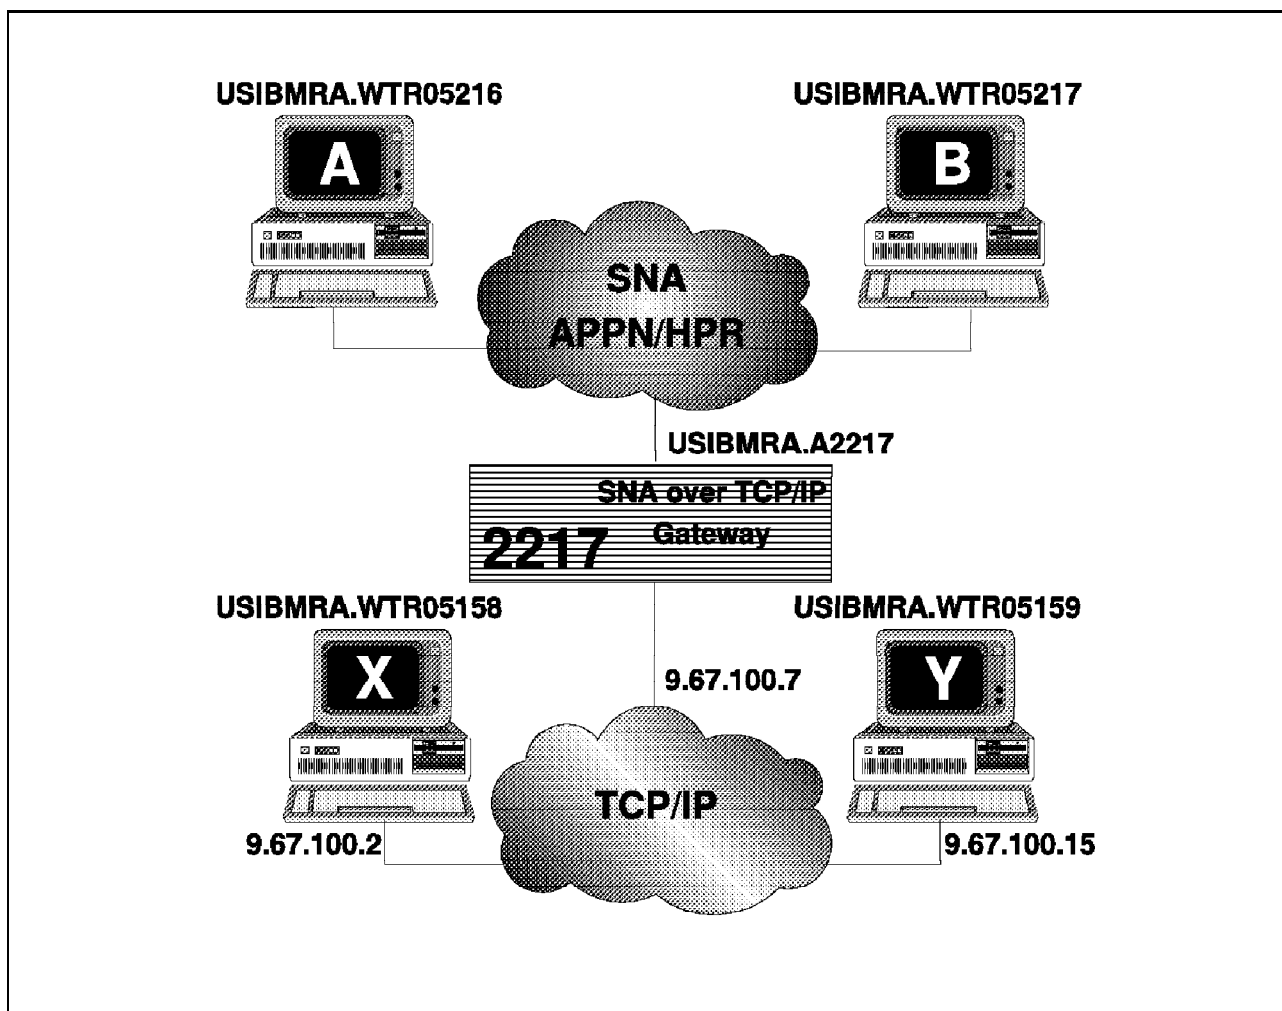 USIBMRA.WTR05216
USIBMRA.WTR05217
A
B
SNA
APPN/HPR
USIBMRA.A2217
SNA over TCP/IP
Gateway
2217
USIBMRA.WTR05158
USIBMRA.WTR05159
X
Y
9.67.100.7
TCP/IP
9.67.100.2
9.67.100.15